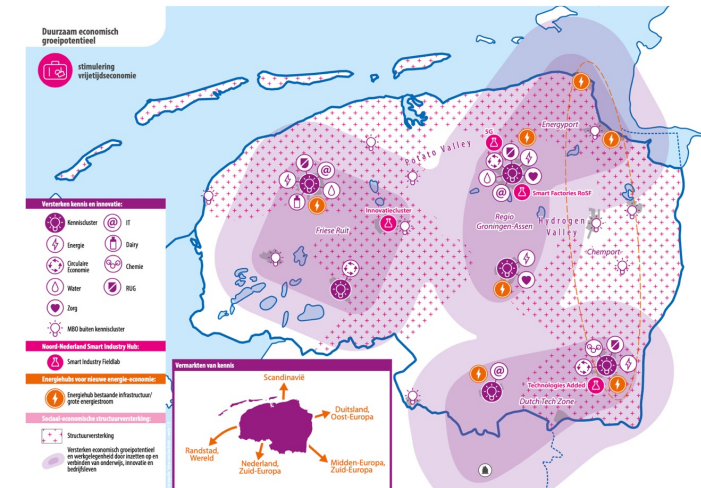 Duurzaam economisch
groeipotentieel
stimulering
vrijetijdseconomie
Versterken kennis en innovatie:
Kenniscluster
@ IT
Energie
Dairy
Circulaire
Economie
Chemie
Water
RUG
Zorg
MBO buiten kenniscluster
Noord-Nederland Smart Industry Hub:
Smart Industry Fieldlab
Energiehubs voor nieuwe energie-economie:
Energiehub bestaande infrastructuur/
grote energiestroom
Sociaal-economische structuurversterking:
Structuurversterking
Versterken economisch groeipotentieel
en werkgelegenheid door inzetten op en
verbinden van onderwijs, innovatie en
bedrijfsleven
Potato Valley
5G
Energyport
@
@
Smart Factories RoSF
Innovatiecluster
Friese Ruit
Regio
Groningen-Assen
Hydrogen
Valley
Chemport
@
Technologies Added
Dutch Tech Zone
Vermarkten van kennis
Scandinavië
Duitsland,
Oost-Europa
Randstad,
Wereld
Nederland,
Zuid-Europa
Midden-Europa,
Zuid-Europa